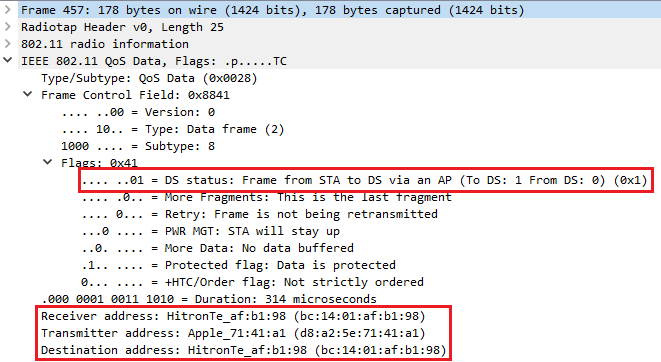 Frame 457: 178 bytes on wire (1424 bits), 178 bytes captured (1424 bits)
Radiotap Header v0, Length 25
802.11 radio information
IEEE 802.11 QoS Data, Flags: .p.....TC
Type/Subtype: QoS Data (0x0028)
Frame Control Field: 0x8841
.... ..00 = Version: 0
.... 10.. = Type: Data frame (2)
1000 .... = Subtype: 8
Flags: 0x41
.... ..01 = DS status: Frame from STA to DS via an AP (To DS: 1 From DS: 0) (0x1)
.... .0.. = More Fragments: This is the last fragment
.... 0... = Retry: Frame is not being retransmitted
...0 .... = PWR MGT: STA will stay up
..0. .... = More Data: No data buffered
.1.. .... = Protected flag: Data is protected
0... .... = +HTC/Order flag: Not strictly ordered
.000 0001 0011 1010 = Duration: 314 microseconds
Receiver address: HitronTe_af:b1:98 (bc:14:01:af:b1:98)
Transmitter address: Apple_71:41:a1 (d8:a2:5e:71:41:a1)
Destination address: HitronTe_af:b1:98 (bc:14:01:af:b1:98)